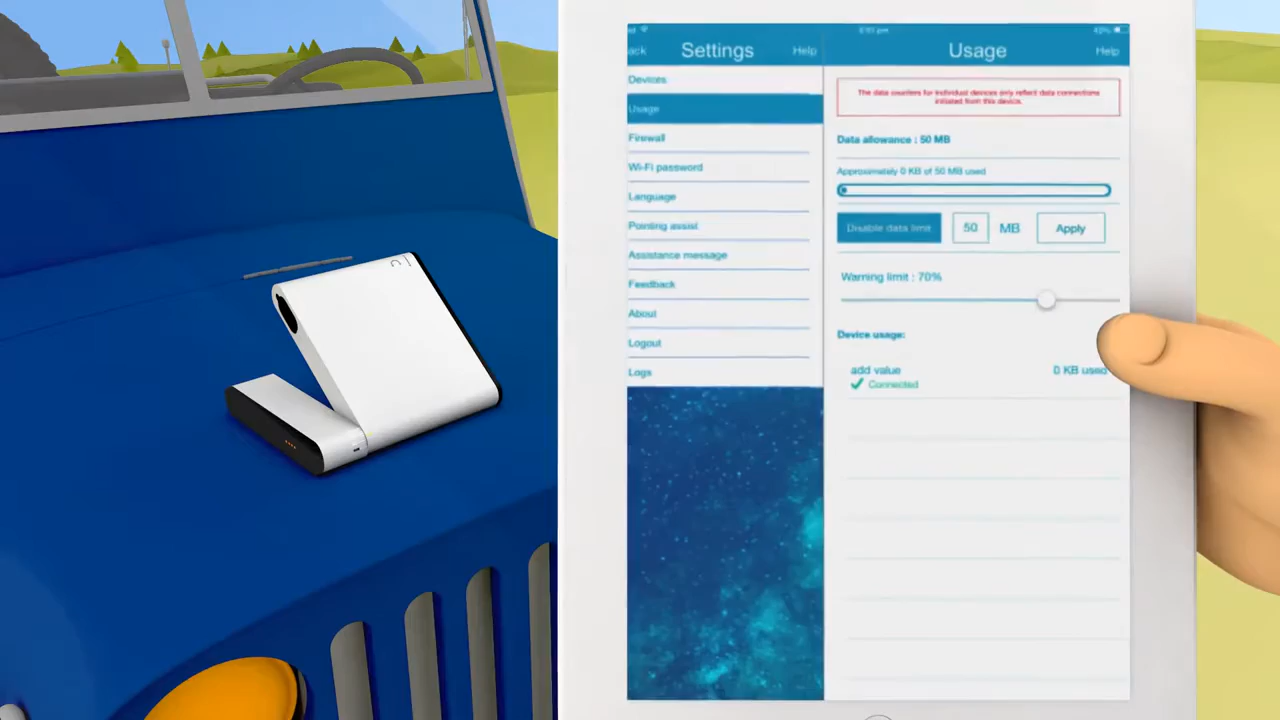 Settings
Help
Usage
Help
Devices
Usage
Firewall
Wi-Fi password
Language
Pointing assist
Assistance message
Feedback
About
Logout
Logs
The data counters for individual devices only reflect data connections
initiated from this device.
Data allowance : 50 MB
Approximately 0 KB of 50 MB used
Disable data limit
50
MB
Apply
Warning limit : 70%
Device usage:
add value
0 KB used
Connected